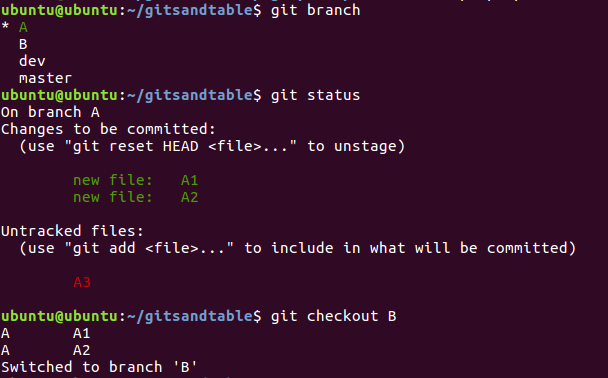 ubuntu@ubuntu:~/gitsandtable$ git branch
* A
  B
  dev
  master
ubuntu@ubuntu:~/gitsandtable$ git status
On branch A
Changes to be committed:
  (use "git reset HEAD <file>..." to unstage)

        new file:   A1
        new file:   A2

Untracked files:
  (use "git add <file>..." to include in what will be committed)

        A3

ubuntu@ubuntu:~/gitsandtable$ git checkout B
A       A1
A       A2
Switched to branch 'B'